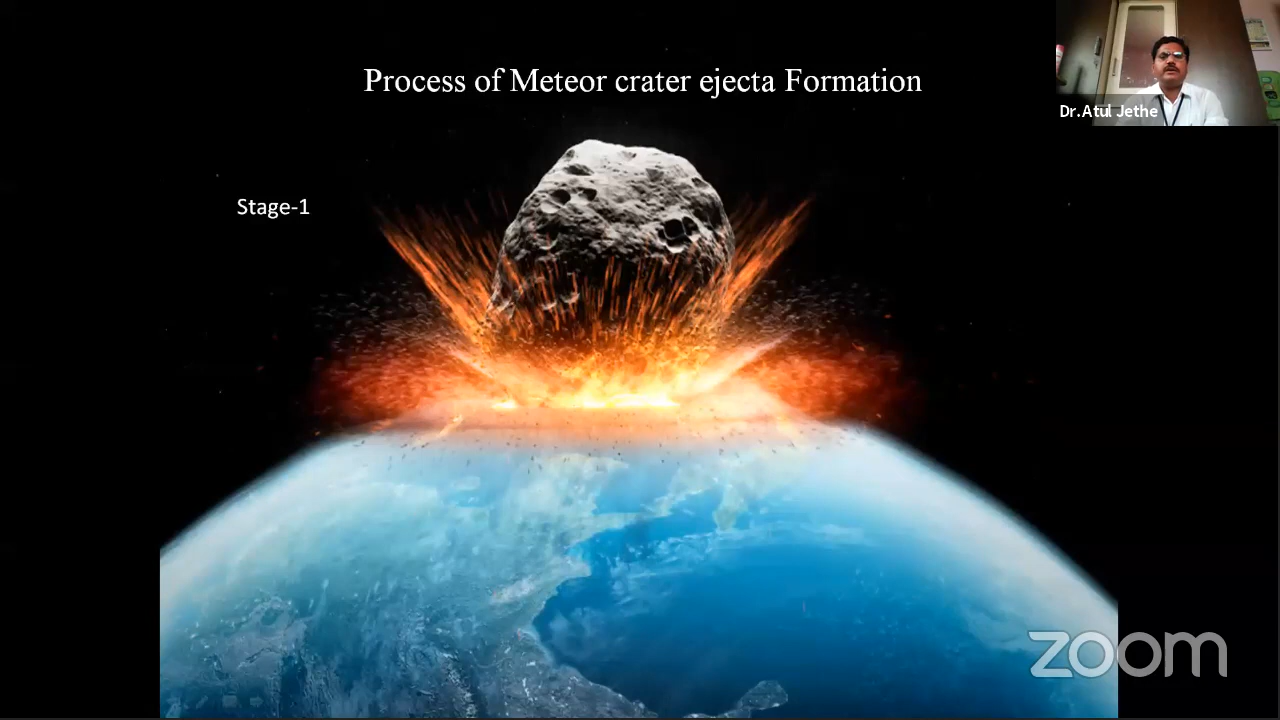 Process of Meteor crater ejecta Formation
Dr.Atul Jethe
Stage-1
zoom